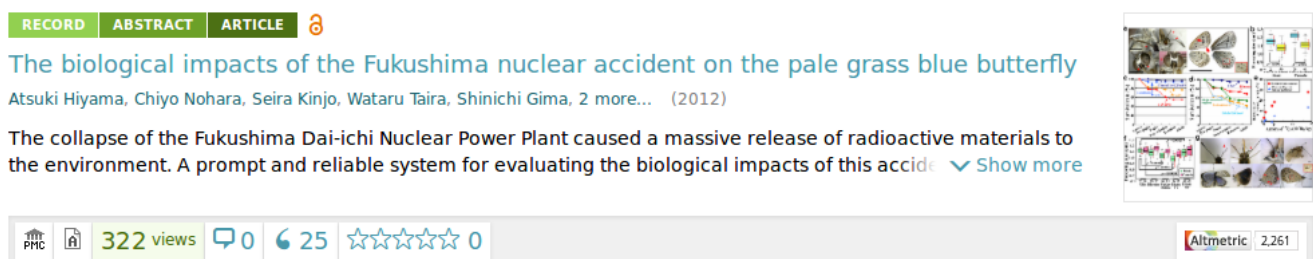 RECORD ABSTRACT ARTICLE
The biological impacts of the Fukushima nuclear accident on the pale grass blue butterfly
Atsuki Hiyama, Chiyo Nohara, Seira Kinjo, Wataru Taira, Shinichi Gima, 2 more... (2012)
The collapse of the Fukushima Dai-ichi Nuclear Power Plant caused a massive release of radioactive materials to
the environment. A prompt and reliable system for evaluating the biological impacts of this accide Show more
PMC A 322 views 0 25 0 Altmetric 2,261